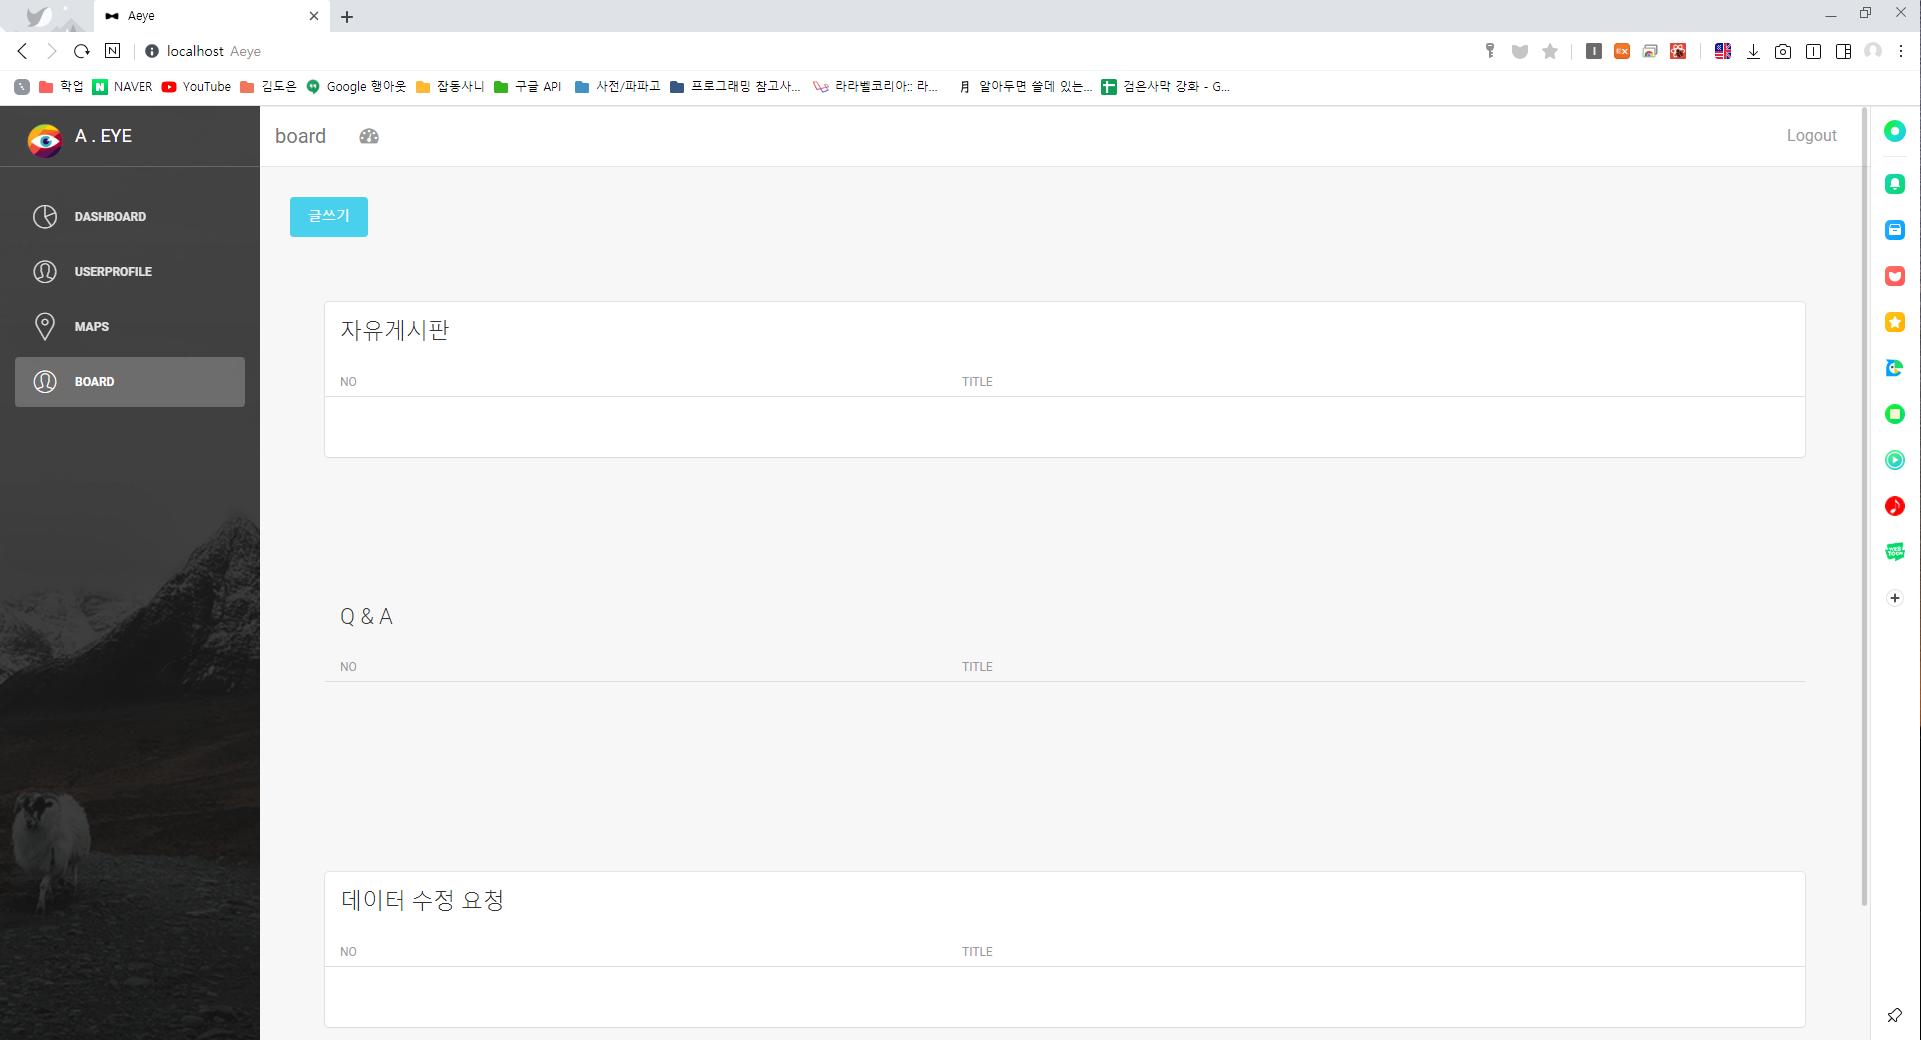 Aeye
localhost Aeye
학업 NAVER YouTube 김도은 Google 행아웃 잡동사니 구글 API 사전/파파고 프로그래밍 참고사... 라라벨코리아:: 라... 알아두면 쓸데 있는... 검은사막 강화 - G...
A . EYE
board
Logout
DASHBOARD
USERPROFILE
MAPS
BOARD
글쓰기
자유게시판
NO TITLE
Q & A
NO TITLE
데이터 수정 요청
NO TITLE